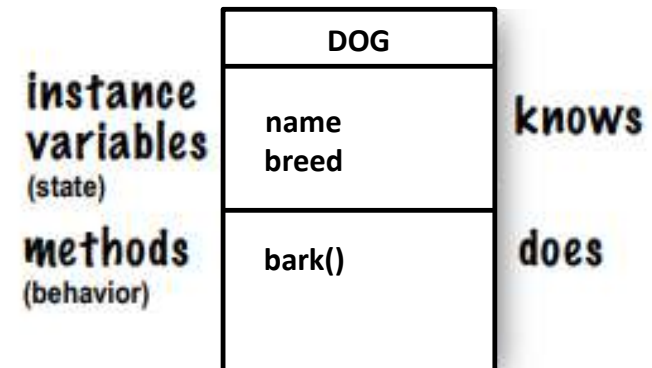 DOG
instance
variables
(state)
name
breed
knows
methods
(behavior)
bark()
does